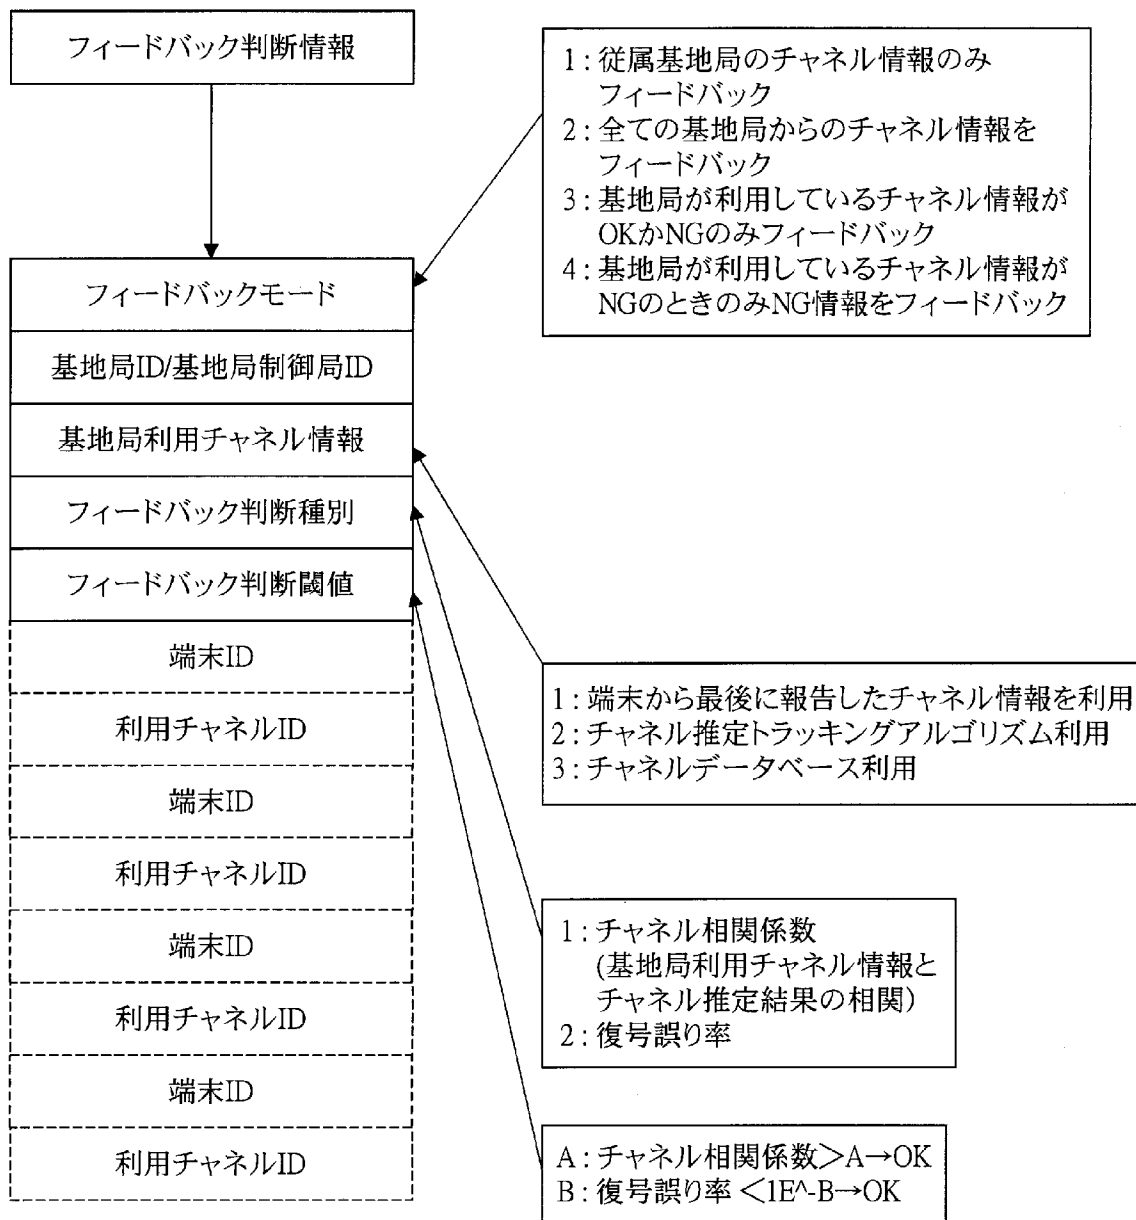 フィードバック判断情報
1:従属基地局のチャネル情報のみ
フィードバック
2:全ての基地局からのチャネル情報を
フィードバック
3:基地局が利用しているチャネル情報が
OKかNGのみフィードバック
4:基地局が利用しているチャネル情報が
NGのときのみNG情報をフィードバック
フィードバックモード
基地局ID/基地局制御局ID
基地局利用チャネル情報
フィードバック判断種別
フィードバック判断閾値
端末ID
利用チャネルID
端末ID
利用チャネルID
端末ID
利用チャネルID
端末ID
利用チャネルID
1:端末から最後に報告したチャネル情報を利用
2:チャネル推定トラッキングアルゴリズム利用
3:チャネルデータベース利用
1:チャネル相関係数
(基地局利用チャネル情報と
チャネル推定結果の相関)
2:復号誤り率
A:チャネル相関係数>A→OK
B:復号誤り率<1E^-B→OK